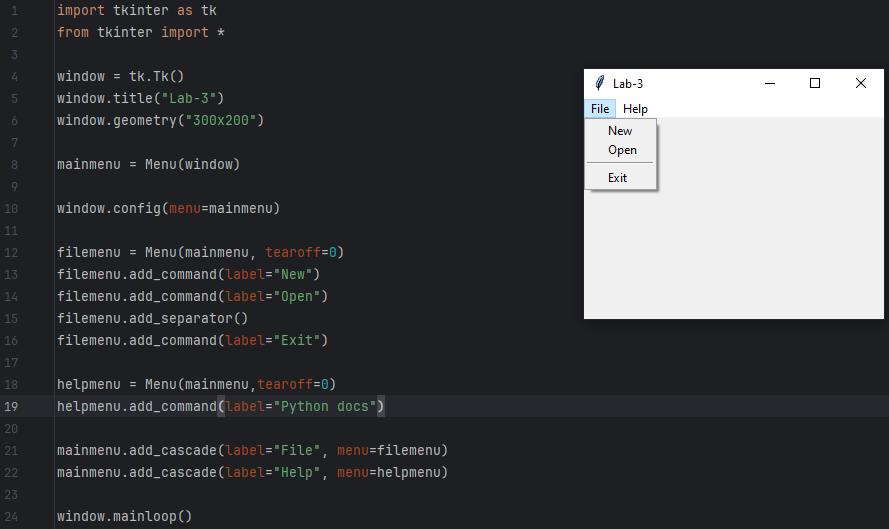 1 import tkinter as tk
2 from tkinter import *
3
4 window = tk.Tk()
5 window.title("Lab-3")
6 window.geometry("300x200")
7
8 mainmenu = Menu(window)
9
10 window.config(menu=mainmenu)
11
12 filemenu = Menu(mainmenu, tearoff=0)
13 filemenu.add_command(label="New")
14 filemenu.add_command(label="Open")
15 filemenu.add_separator()
16 filemenu.add_command(label="Exit")
17
18 helpmenu = Menu(mainmenu,tearoff=0)
19 helpmenu.add_command(label="Python docs")
20
21 mainmenu.add_cascade(label="File", menu=filemenu)
22 mainmenu.add_cascade(label="Help", menu=helpmenu)
23
24 window.mainloop()
Lab-3
File Help
New
Open
Exit